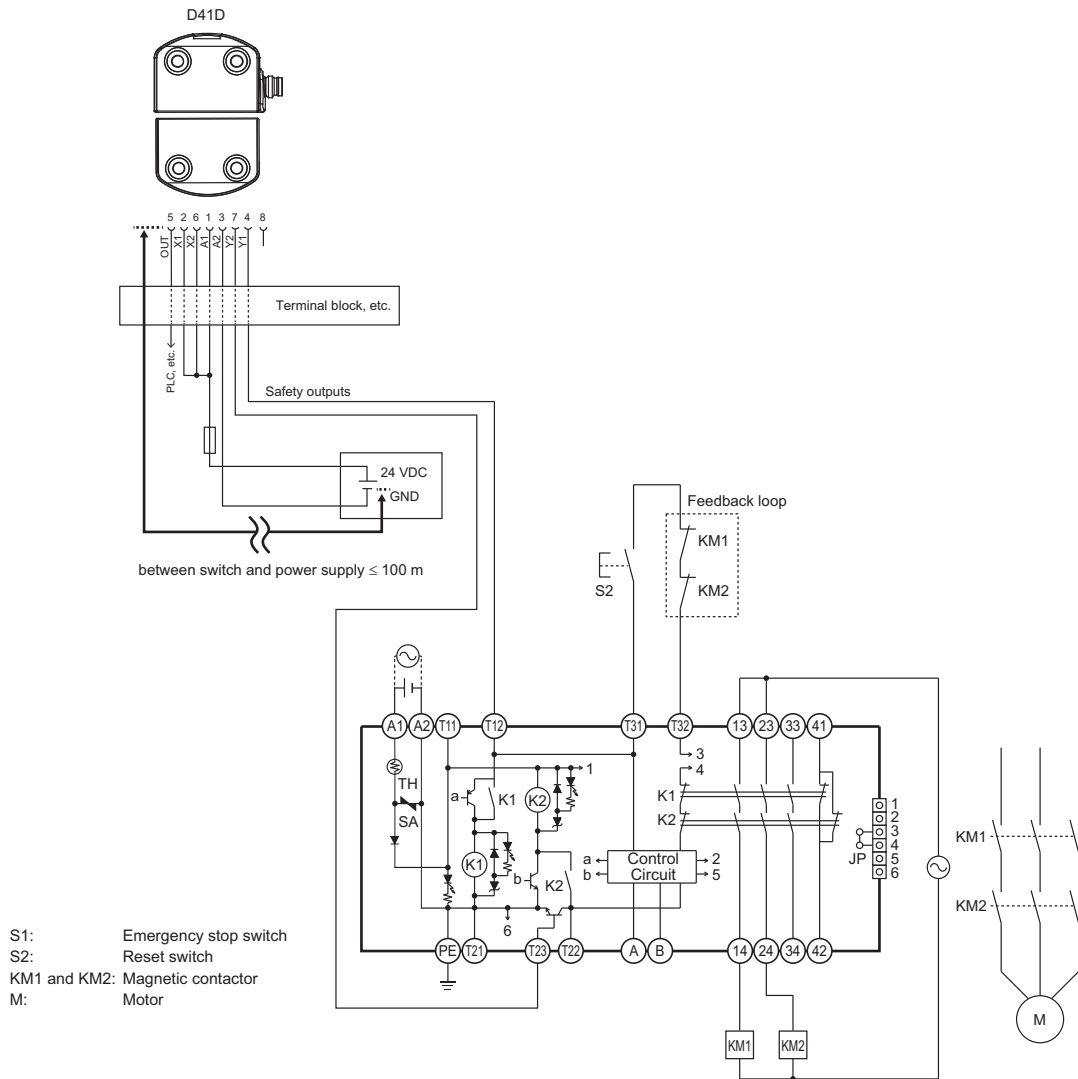 D41D
5 2 6 1 3 7 4 8
OUT X1 X2 A1 A2 Y2 Y1
Terminal block, etc.
PLC, etc.
Safety outputs
24 VDC
GND
between switch and power supply ≤ 100 m
Feedback loop
KM1
S2
KM2
A1 A2 T11 T12 T31 T32 13 23 33 41
3
1
4
TH
a K1 K2
K1
SA
K2
1
2
3
4
5
6
JP
K1
b K2
a Control 2
b Circuit 5
6
PE T21 T23 T22 A B 14 24 34 42
KM1
KM2
M
KM1 KM2
S1: Emergency stop switch
S2: Reset switch
KM1 and KM2: Magnetic contactor
M: Motor